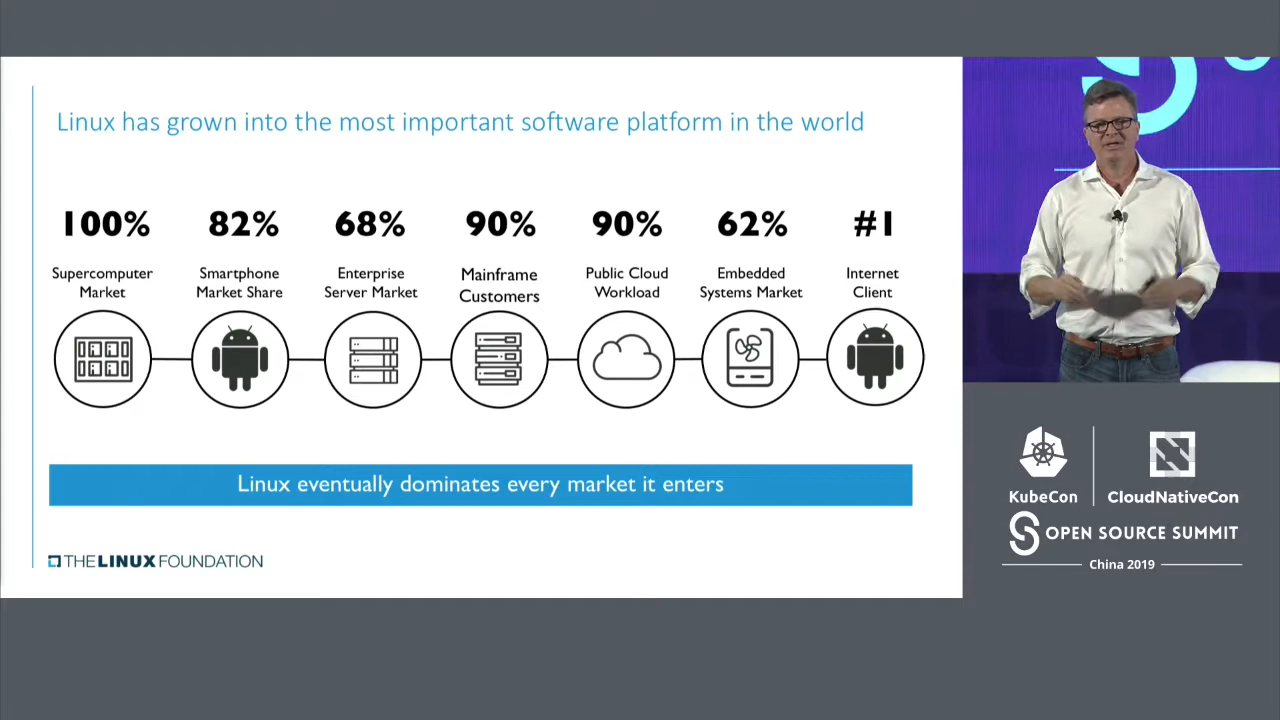 Linux has grown into the most important software platform in the world
100%
82%
68%
90%
90%
62%
#1
Supercomputer
Market
Smartphone
Market Share
Enterprise
Server Market
Mainframe
Customers
Public Cloud
Workload
Embedded
Systems Market
Internet
Client
Linux eventually dominates every market it enters
THE LINUX FOUNDATION
KubeCon
CloudNativeCon
OPEN SOURCE SUMMIT
China 2019